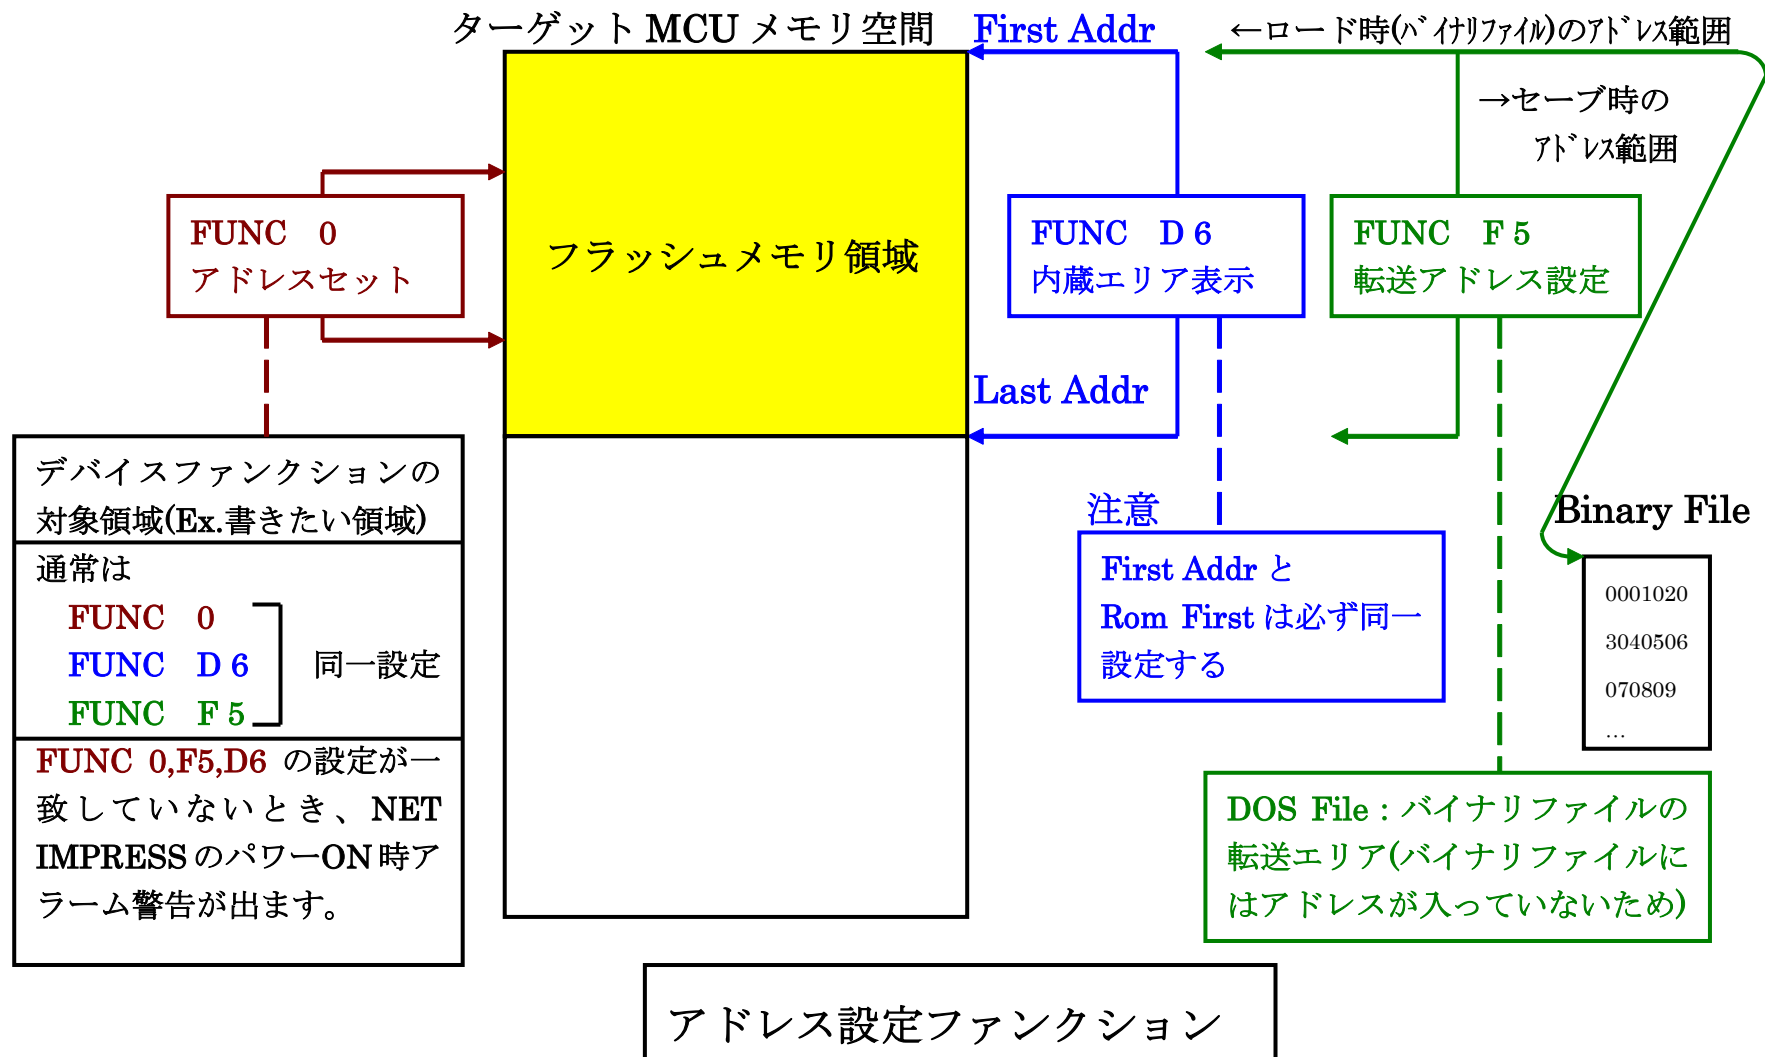 ターゲット MCU メモリ空間
First Addr
←ロード時(ﾊﾞｲﾅﾘﾌｧｲﾙ)のｱﾄﾞﾚｽ範囲
→セーブ時の
ｱﾄﾞﾚｽ範囲
FUNC 0
アドレスセット
フラッシュメモリ領域
FUNC D 6
内蔵エリア表示
FUNC F 5
転送アドレス設定
Last Addr
デバイスファンクションの
対象領域(Ex.書きたい領域)
通常は
FUNC 0
FUNC D 6
FUNC F 5
同一設定
FUNC 0,F5,D6 の設定が一
致していないとき、NET
IMPRESS のパワーON 時ア
ラーム警告が出ます。
注意
First Addr と
Rom First は必ず同一
設定する
Binary File
0001020
3040506
070809
…
DOS File：バイナリファイルの
転送エリア(バイナリファイルに
はアドレスが入っていないため)
アドレス設定ファンクション